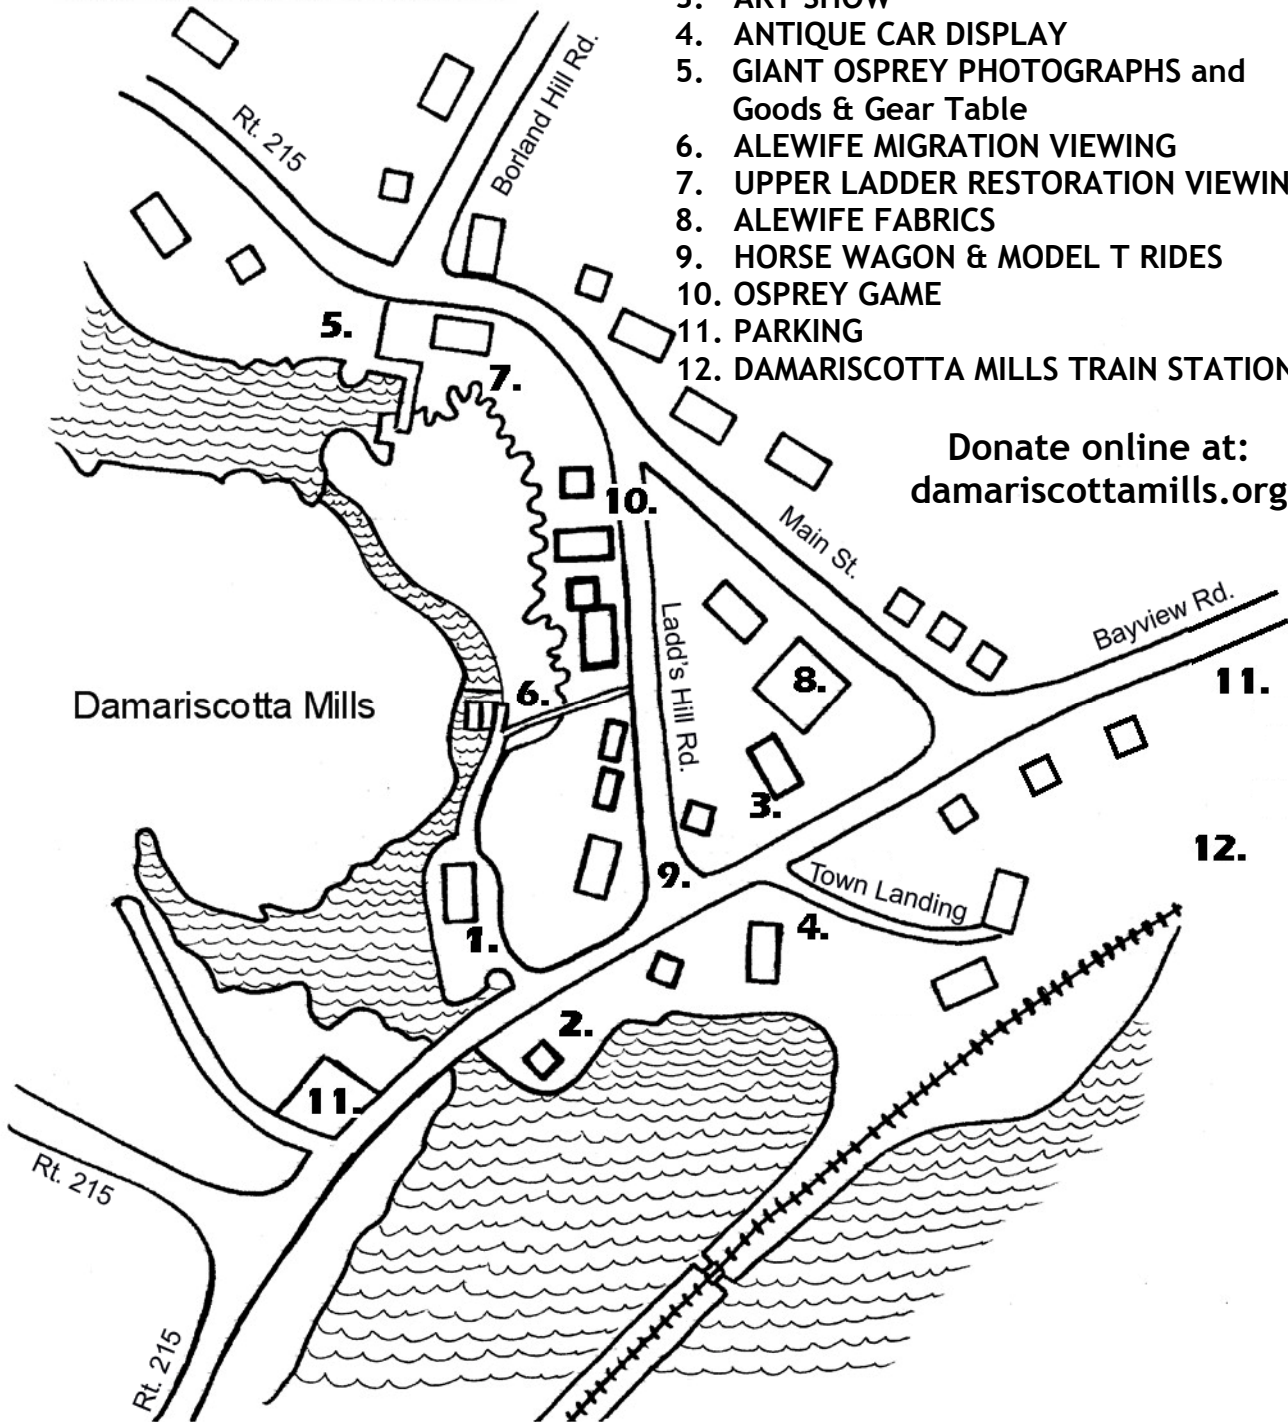 3. ART SHOW
4. ANTIQUE CAR DISPLAY
5. GIANT OSPREY PHOTOGRAPHS and
Goods & Gear Table
6. ALEWIFE MIGRATION VIEWING
7. UPPER LADDER RESTORATION VIEWIN
8. ALEWIFE FABRICS
9. HORSE WAGON & MODEL T RIDES
10. OSPREY GAME
11. PARKING
12. DAMARISCOTTA MILLS TRAIN STATION
Donate online at:
damariscottamills.org
Rt. 215
Borland Hill Rd.
5.
7.
10.
Main St.
Bayview Rd.
Ladd's Hill Rd.
8.
11.
6.
Damariscotta Mills
3.
12.
9.
Town Landing
4.
1.
2.
11.
Rt. 215
Rt. 215